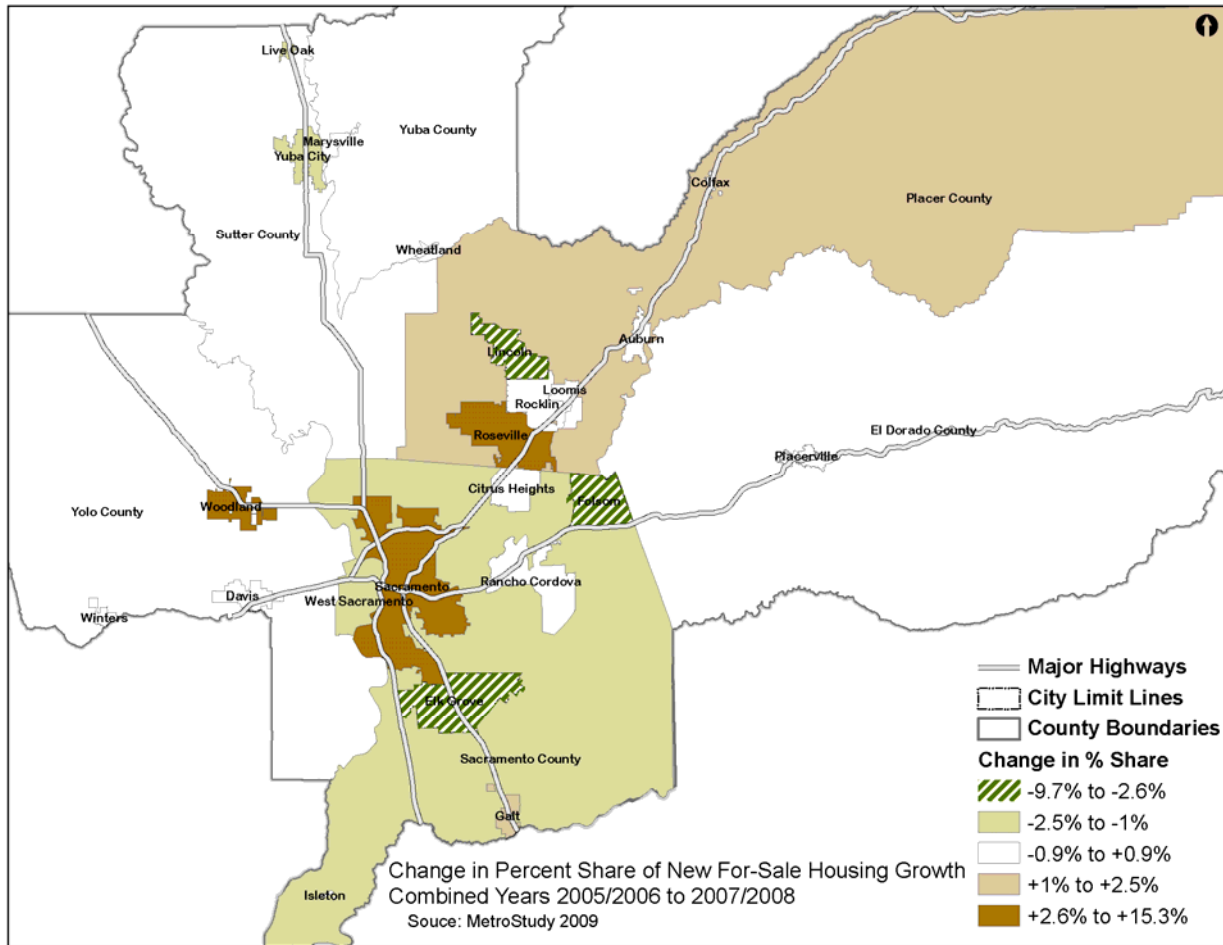 Live Oak
Yuba County
Marysville
Yuba City
Colfax
Placer County
Sutter County
Wheatland
Auburn
Lincoln
Loomis
Rocklin
Roseville
El Dorado County
Placerville
Citrus Heights
Folsom
Woodland
Yolo County
Rancho Cordova
Sacramento
Davis
West Sacramento
Winters
Elk Grove
Sacramento County
Galt
Isleton
Major Highways
City Limit Lines
County Boundaries
Change in % Share
-9.7% to -2.6%
-2.5% to -1%
-0.9% to +0.9%
+1% to +2.5%
+2.6% to +15.3%
Change in Percent Share of New For-Sale Housing Growth
Combined Years 2005/2006 to 2007/2008
Souce: MetroStudy 2009